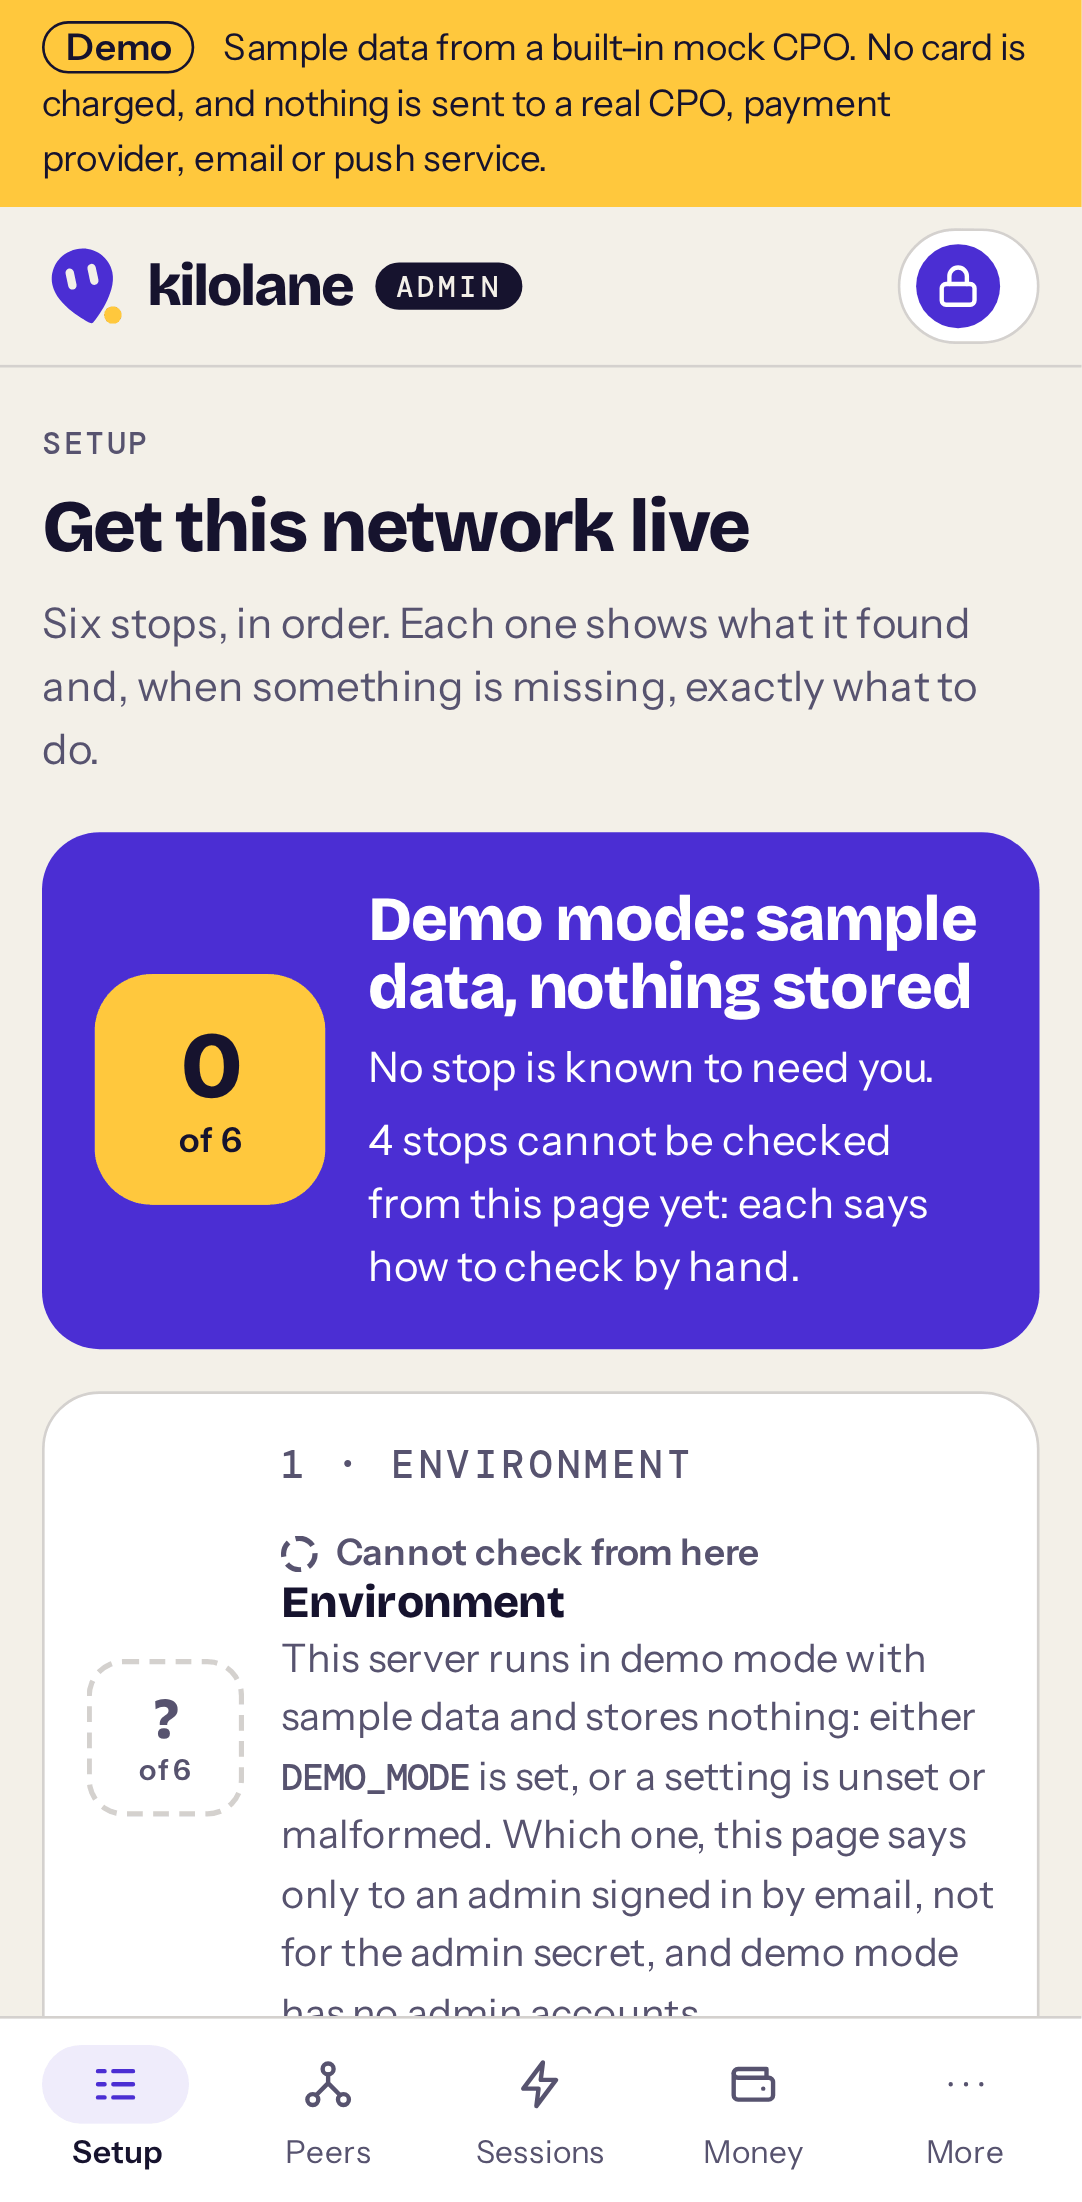 Demo Sample data from a built-in mock CPO. No card is
charged, and nothing is sent to a real CPO, payment
provider, email or push service.
kilolane ADMIN
SETUP
Get this network live
Six stops, in order. Each one shows what it found
and, when something is missing, exactly what to
do.
0
of 6
Demo mode: sample
data, nothing stored
No stop is known to need you.
4 stops cannot be checked
from this page yet: each says
how to check by hand.
1 · ENVIRONMENT
Cannot check from here
Environment
?
of 6
This server runs in demo mode with
sample data and stores nothing: either
DEMO_MODE is set, or a setting is unset or
malformed. Which one, this page says
only to an admin signed in by email, not
for the admin secret, and demo mode
has no admin accounts.
Setup
Peers
Sessions
Money
More